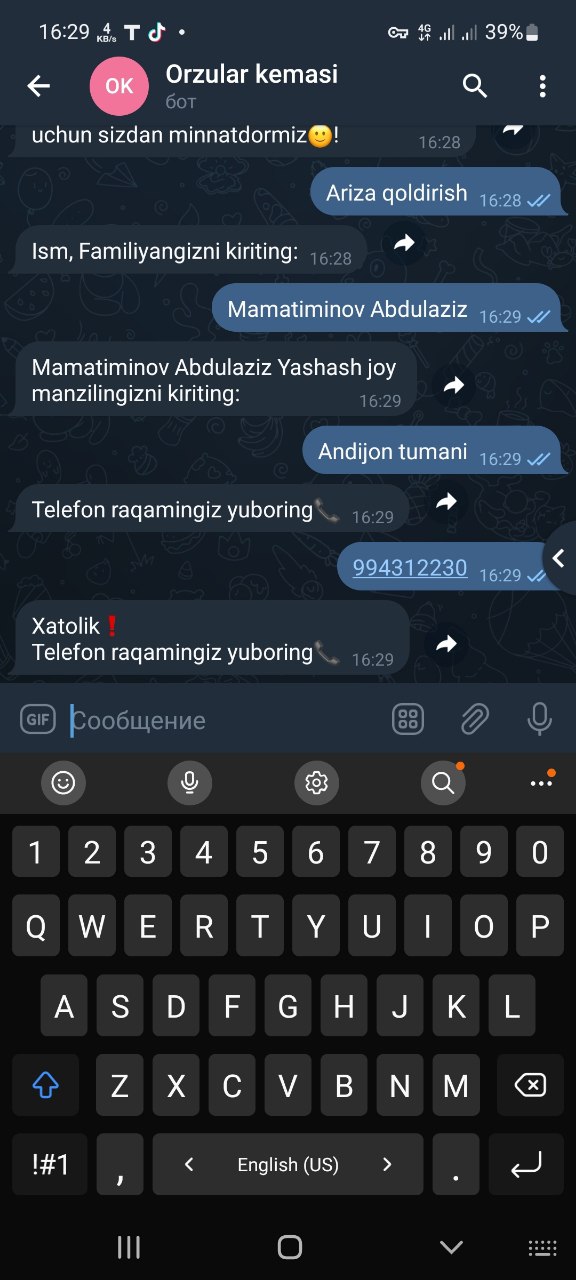 16:29 4 KB/s T 4G 39%
OK Orzular kemasi
бот
uchun sizdan minnatdormiz🙂! 16:28
Ariza qoldirish 16:28
Ism, Familiyangizni kiriting: 16:28
Mamatiminov Abdulaziz 16:29
Mamatiminov Abdulaziz Yashash joy
manzilingizni kiriting: 16:29
Andijon tumani 16:29
Telefon raqamingiz yuboring📞 16:29
994312230 16:29
Xatolik❗
Telefon raqamingiz yuboring📞 16:29
GIF Сообщение
1 2 3 4 5 6 7 8 9 0
Q W E R T Y U I O P
A S D F G H J K L
Z X C V B N M
!#1 , < English (US) > .